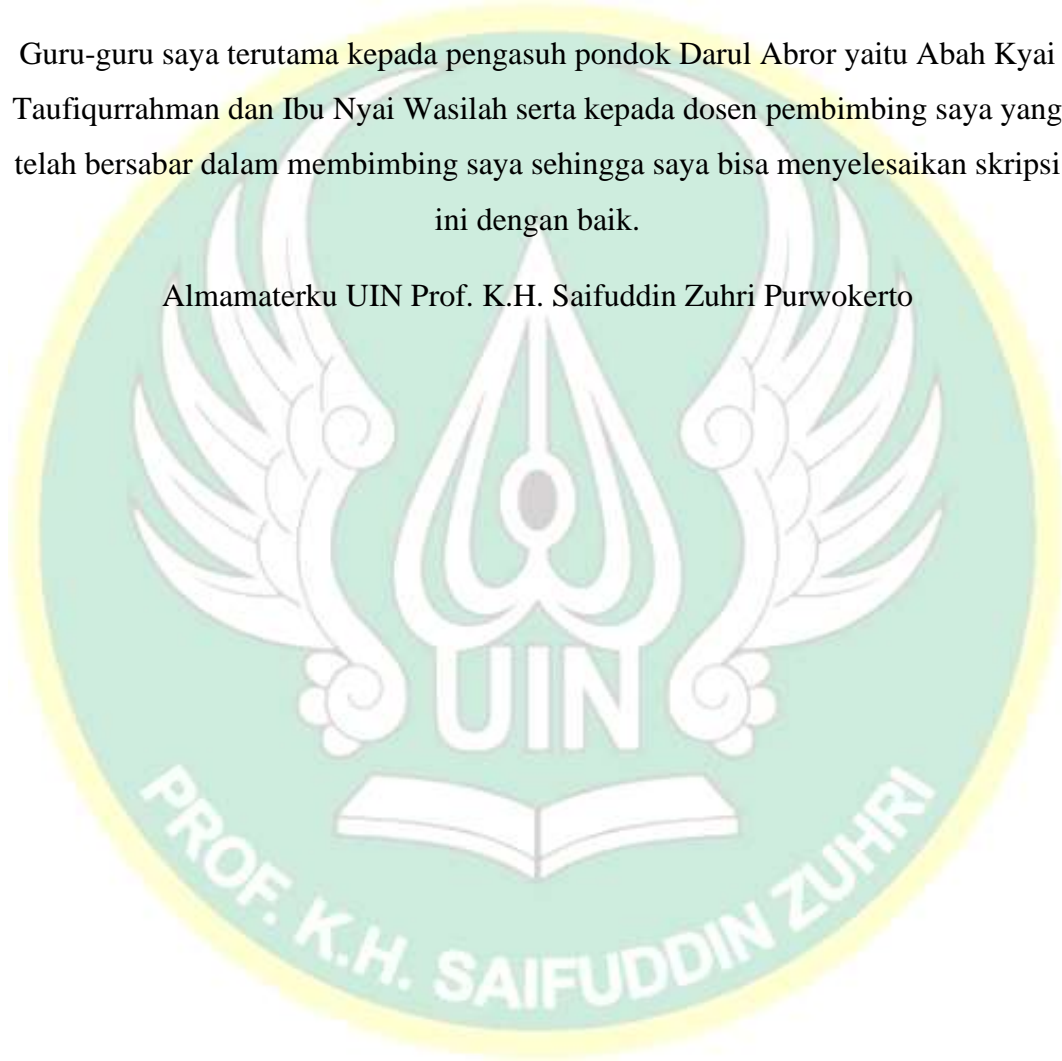 Guru-guru saya terutama kepada pengasuh pondok Darul Abror yaitu Abah Kyai
Taufiqurrahman dan Ibu Nyai Wasilah serta kepada dosen pembimbing saya yang
telah bersabar dalam membimbing saya sehingga saya bisa menyelesaikan skripsi
ini dengan baik.
Almamaterku UIN Prof. K.H. Saifuddin Zuhri Purwokerto
UIN
PROF. K.H. SAIFUDDIN ZUHRI